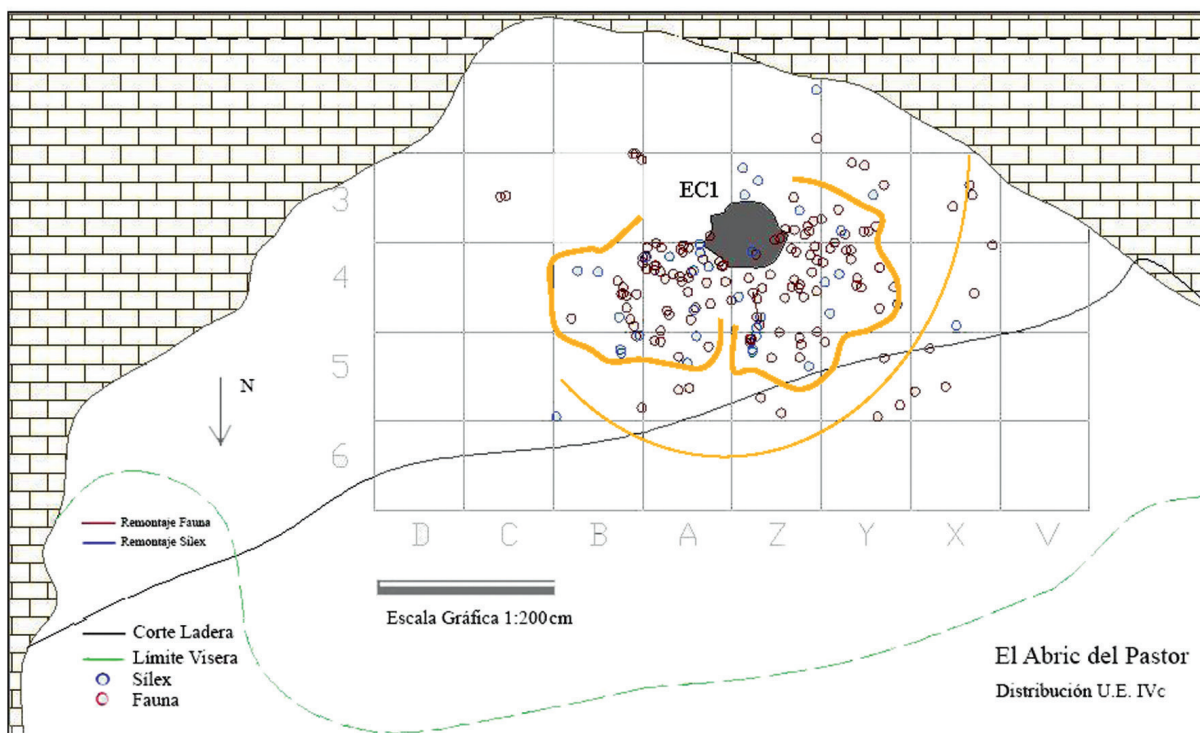 EC1
3
4
5
6
N
D C B A Z Y X V
Remontaje Fauna
Remontaje Sílex
Escala Gráfica 1:200cm
Corte Ladera
Límite Visera
Sílex
Fauna
El Abric del Pastor
Distribución U.E. IVc